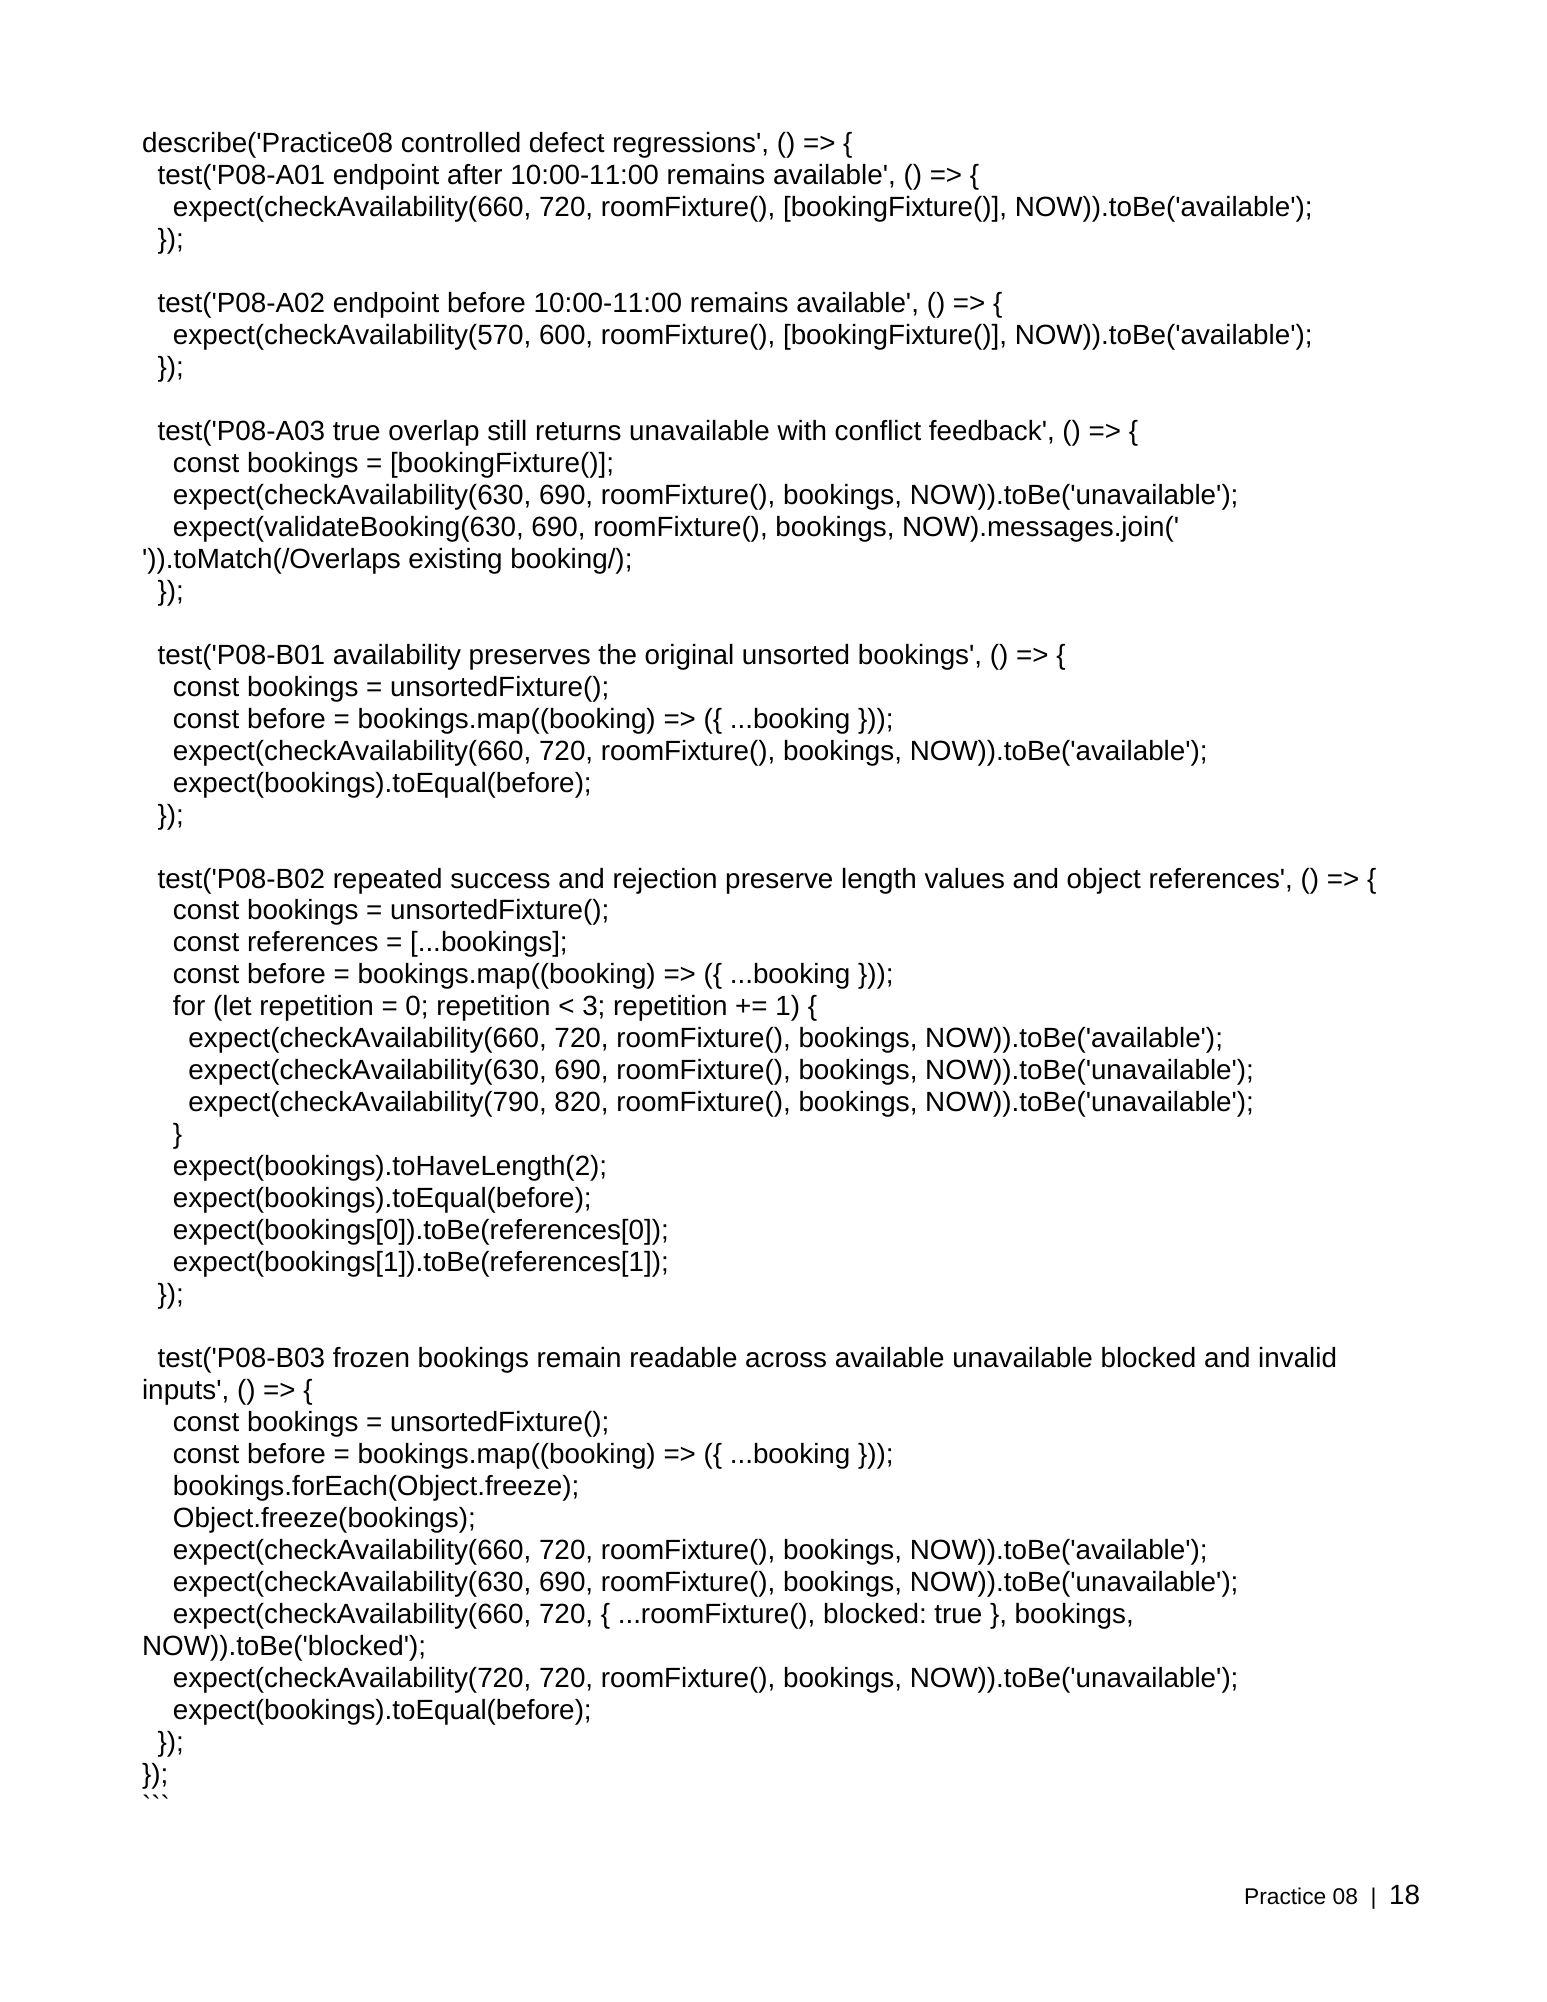 describe('Practice08 controlled defect regressions', () => {
  test('P08-A01 endpoint after 10:00-11:00 remains available', () => {
    expect(checkAvailability(660, 720, roomFixture(), [bookingFixture()], NOW)).toBe('available');
  });

  test('P08-A02 endpoint before 10:00-11:00 remains available', () => {
    expect(checkAvailability(570, 600, roomFixture(), [bookingFixture()], NOW)).toBe('available');
  });

  test('P08-A03 true overlap still returns unavailable with conflict feedback', () => {
    const bookings = [bookingFixture()];
    expect(checkAvailability(630, 690, roomFixture(), bookings, NOW)).toBe('unavailable');
    expect(validateBooking(630, 690, roomFixture(), bookings, NOW).messages.join('
')).toMatch(/Overlaps existing booking/);
  });

  test('P08-B01 availability preserves the original unsorted bookings', () => {
    const bookings = unsortedFixture();
    const before = bookings.map((booking) => ({ ...booking }));
    expect(checkAvailability(660, 720, roomFixture(), bookings, NOW)).toBe('available');
    expect(bookings).toEqual(before);
  });

  test('P08-B02 repeated success and rejection preserve length values and object references', () => {
    const bookings = unsortedFixture();
    const references = [...bookings];
    const before = bookings.map((booking) => ({ ...booking }));
    for (let repetition = 0; repetition < 3; repetition += 1) {
      expect(checkAvailability(660, 720, roomFixture(), bookings, NOW)).toBe('available');
      expect(checkAvailability(630, 690, roomFixture(), bookings, NOW)).toBe('unavailable');
      expect(checkAvailability(790, 820, roomFixture(), bookings, NOW)).toBe('unavailable');
    }
    expect(bookings).toHaveLength(2);
    expect(bookings).toEqual(before);
    expect(bookings[0]).toBe(references[0]);
    expect(bookings[1]).toBe(references[1]);
  });

  test('P08-B03 frozen bookings remain readable across available unavailable blocked and invalid
inputs', () => {
    const bookings = unsortedFixture();
    const before = bookings.map((booking) => ({ ...booking }));
    bookings.forEach(Object.freeze);
    Object.freeze(bookings);
    expect(checkAvailability(660, 720, roomFixture(), bookings, NOW)).toBe('available');
    expect(checkAvailability(630, 690, roomFixture(), bookings, NOW)).toBe('unavailable');
    expect(checkAvailability(660, 720, { ...roomFixture(), blocked: true }, bookings,
NOW)).toBe('blocked');
    expect(checkAvailability(720, 720, roomFixture(), bookings, NOW)).toBe('unavailable');
    expect(bookings).toEqual(before);
  });
});
```
Practice 08 | 18